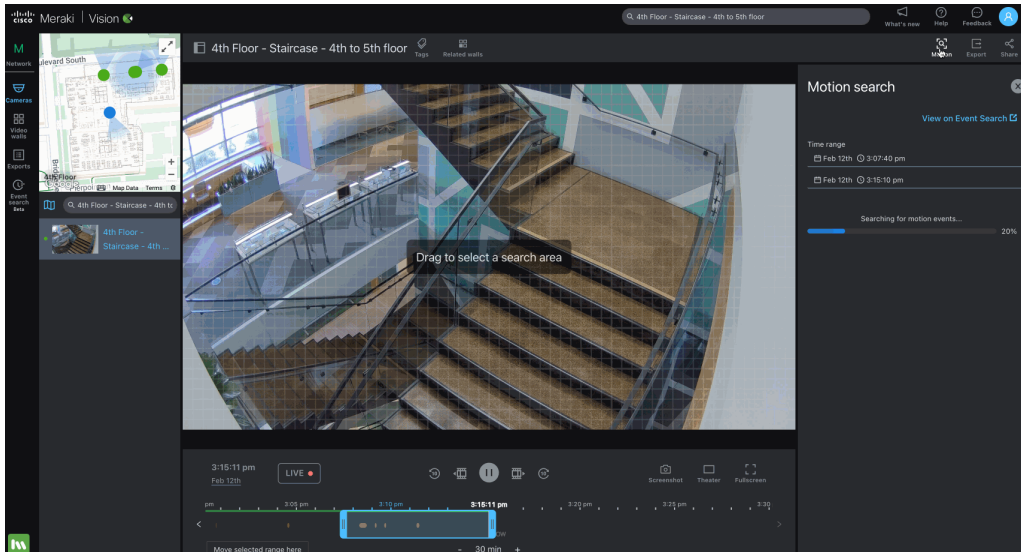 cisco Meraki Vision
4th Floor - Staircase - 4th to 5th floor
What's new
Help
Feedback
M
Network
Cameras
Video
walls
Exports
Event
search
Beta
4th Floor
Map Data
Terms
4th Floor - Staircase - 4th to
4th Floor -
Staircase - 4th ...
4th Floor - Staircase - 4th to 5th floor
Tags
Related walls
Motion
Export
Share
Drag to select a search area
Motion search
View on Event Search
Time range
Feb 12th 3:07:40 pm
Feb 12th 3:15:10 pm
Searching for motion events...
20%
3:15:11 pm
Feb 12th
LIVE
10
10
Screenshot
Theater
Fullscreen
pm
3:05 pm
3:10 pm
3:15:11 pm
3:20 pm
3:25 pm
3:30
Move selected range here
- 30 min +